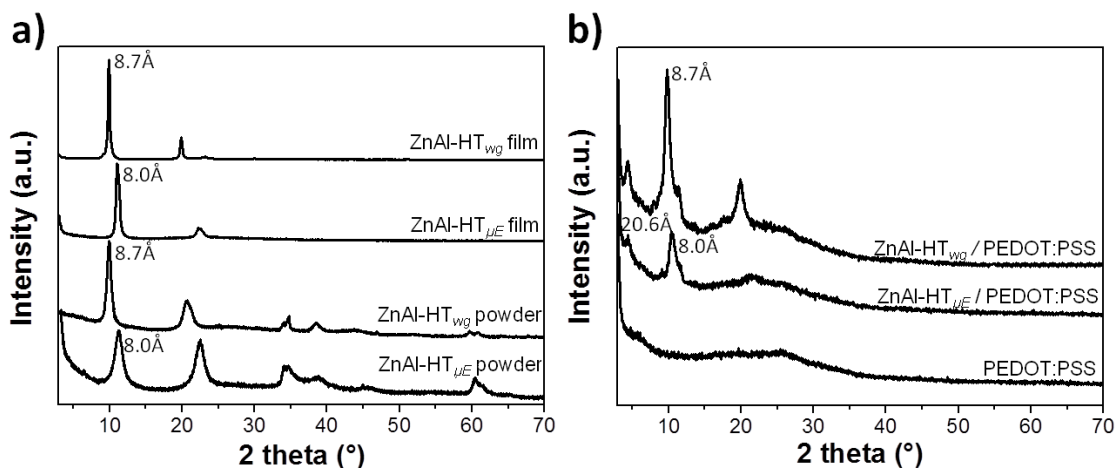 a)
8.7Å
ZnAl-HTwg film
8.0Å
ZnAl-HTμE film
8.7Å
ZnAl-HTwg powder
8.0Å
ZnAl-HTμE powder
Intensity (a.u.)
10 20 30 40 50 60 70
2 theta (°)
b)
8.7Å
20.6Å
8.0Å
ZnAl-HTwg / PEDOT:PSS
ZnAl-HTμE / PEDOT:PSS
PEDOT:PSS
Intensity (a.u.)
10 20 30 40 50 60 70
2 theta (°)